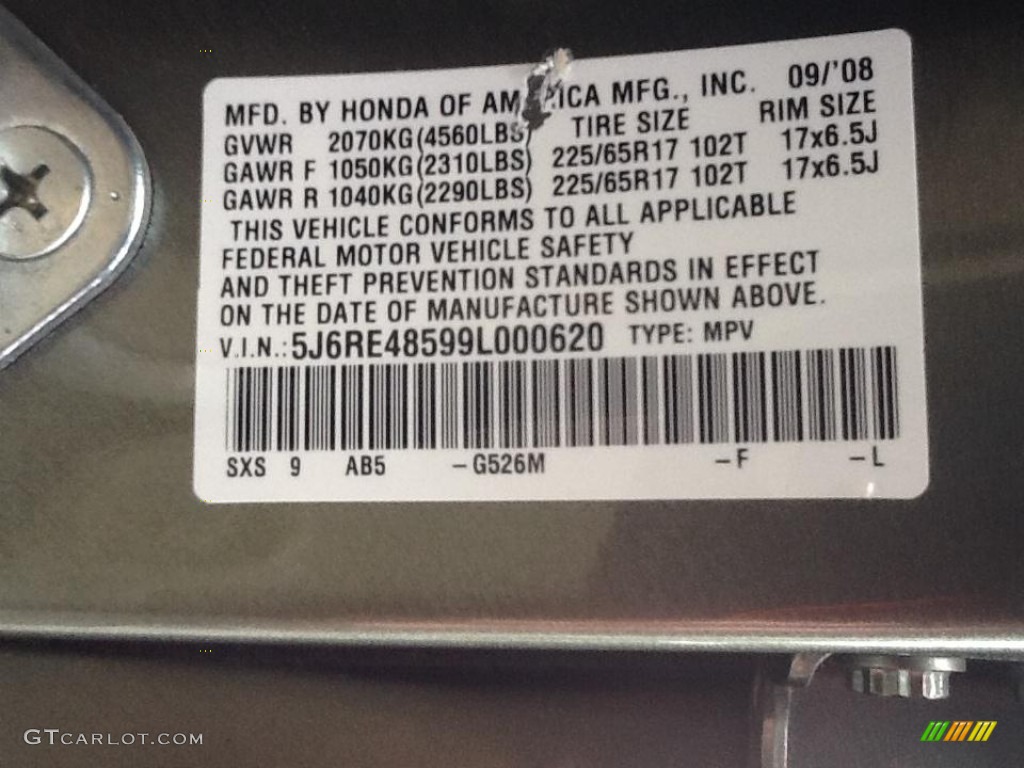 MFD. BY HONDA OF AM ICA MFG., INC. 09/'08
GVWR 2070KG(4560LBS) TIRE SIZE RIM SIZE
GAWR F 1050KG(2310LBS) 225/65R17 102T 17x6.5J
GAWR R 1040KG(2290LBS) 225/65R17 102T 17x6.5J
THIS VEHICLE CONFORMS TO ALL APPLICABLE
FEDERAL MOTOR VEHICLE SAFETY
AND THEFT PREVENTION STANDARDS IN EFFECT
ON THE DATE OF MANUFACTURE SHOWN ABOVE.
V.I.N.: 5J6RE48599L000620 TYPE: MPV
SXS 9 AB5 -G526M -F -L
GTCARLOT.COM